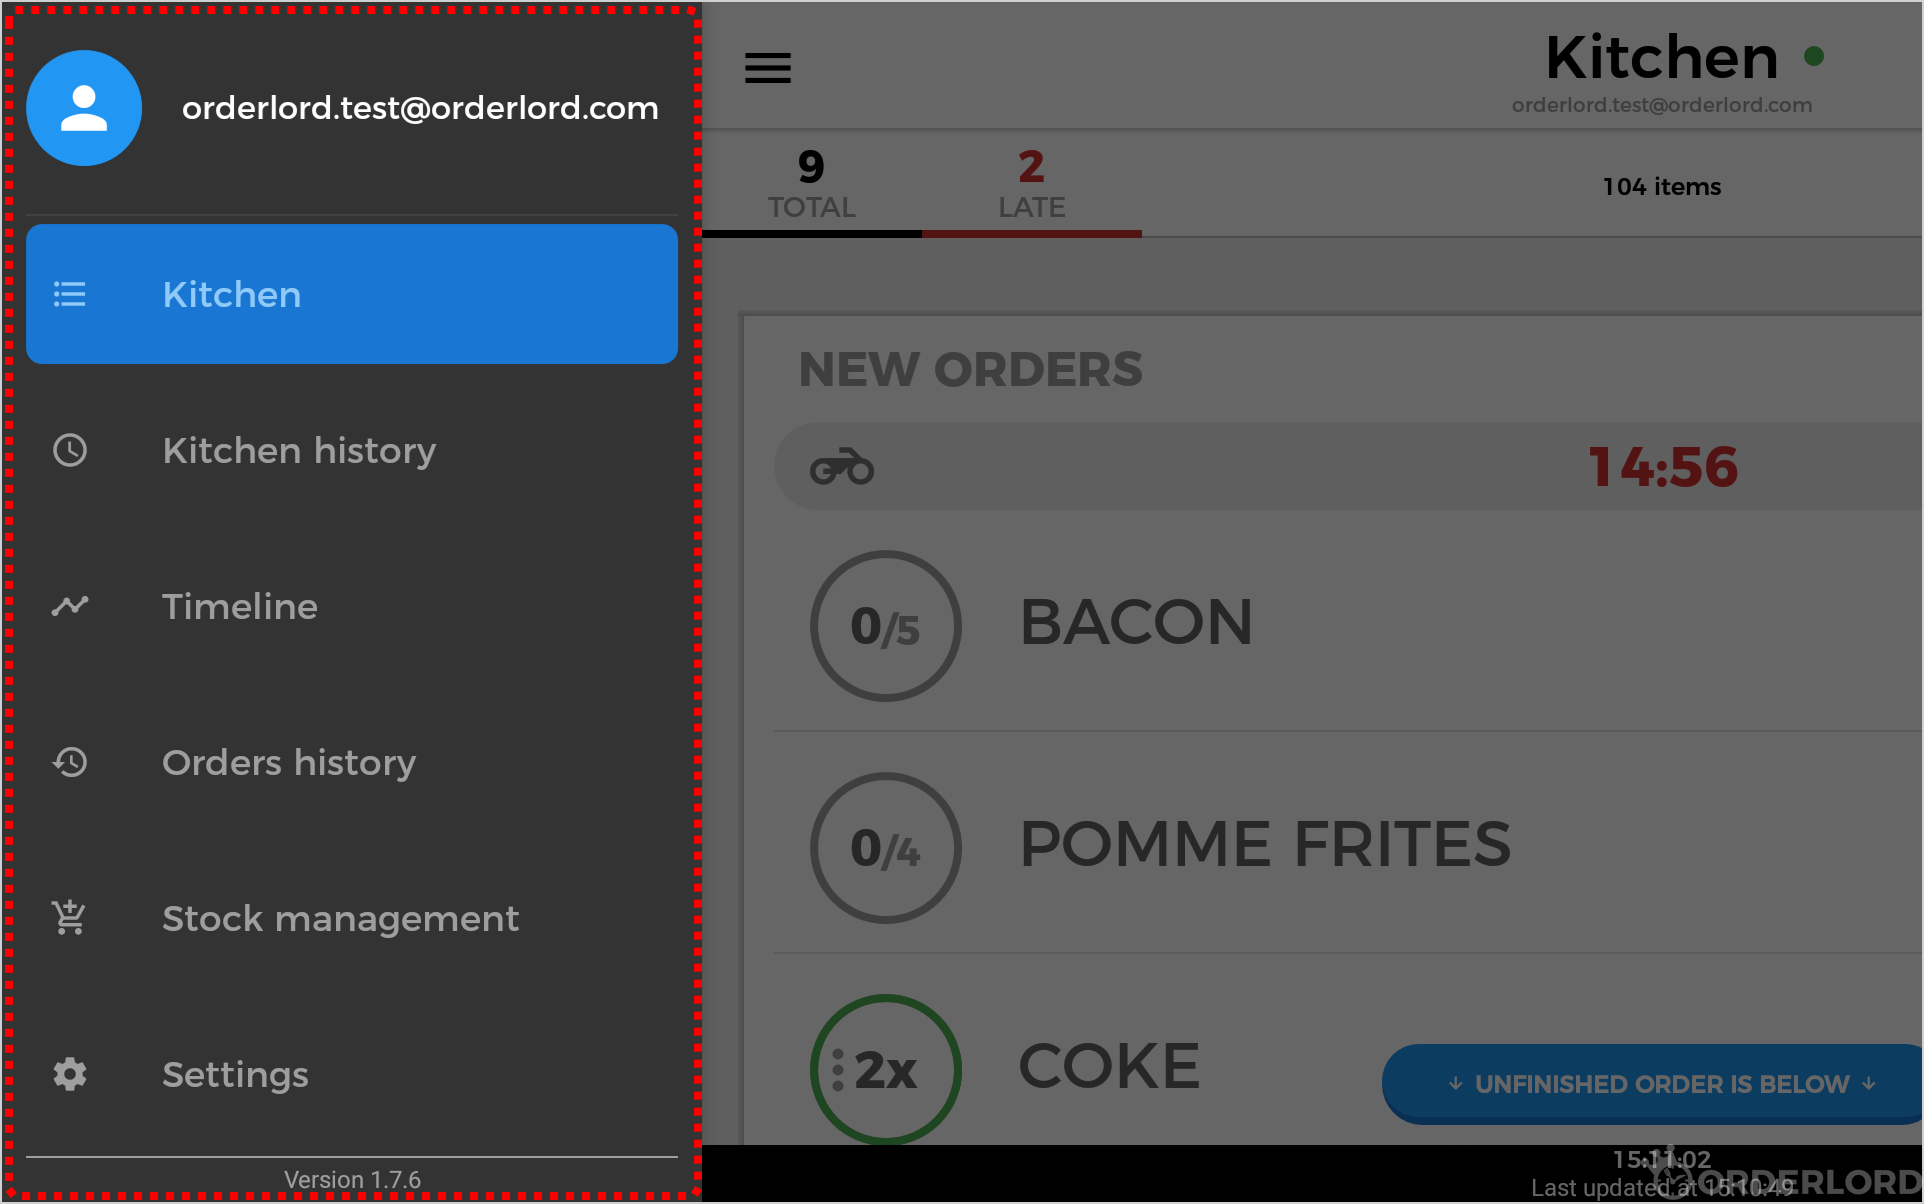 orderlord.test@orderlord.com
Kitchen
Kitchen history
Timeline
Orders history
Stock management
Settings
Version 1.7.6
Kitchen
orderlord.test@orderlord.com
9
TOTAL
2
LATE
104 items
NEW ORDERS
14:56
0/5
BACON
0/4
POMME FRITES
2x
COKE
↓ UNFINISHED ORDER IS BELOW ↓
15:11:02
Last updated at 15:10:49
ORDERLORD